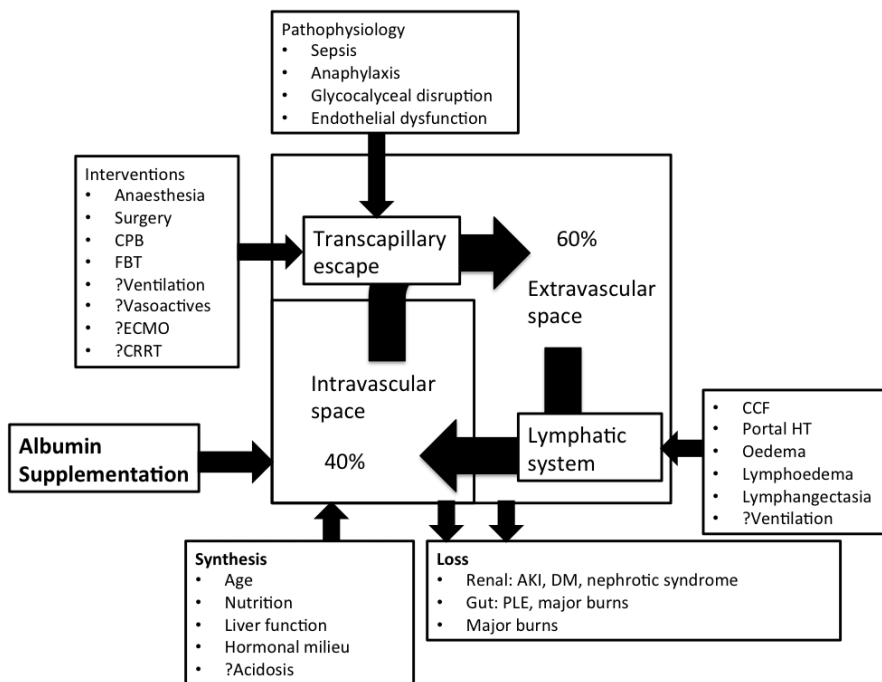 Pathophysiology
• Sepsis
• Anaphylaxis
• Glycocalyceal disruption
• Endothelial dysfunction
Interventions
• Anaesthesia
• Surgery
• CPB
• FBT
• ?Ventilation
• ?Vasoactives
• ?ECMO
• ?CRRT
Transcapillary
escape
60%
Extravascular
space
Intravascular
space
40%
Lymphatic
system
• CCF
• Portal HT
• Oedema
• Lymphoedema
• Lymphangectasia
• ?Ventilation
Albumin
Supplementation
Synthesis
• Age
• Nutrition
• Liver function
• Hormonal milieu
• ?Acidosis
Loss
• Renal: AKI, DM, nephrotic syndrome
• Gut: PLE, major burns
• Major burns